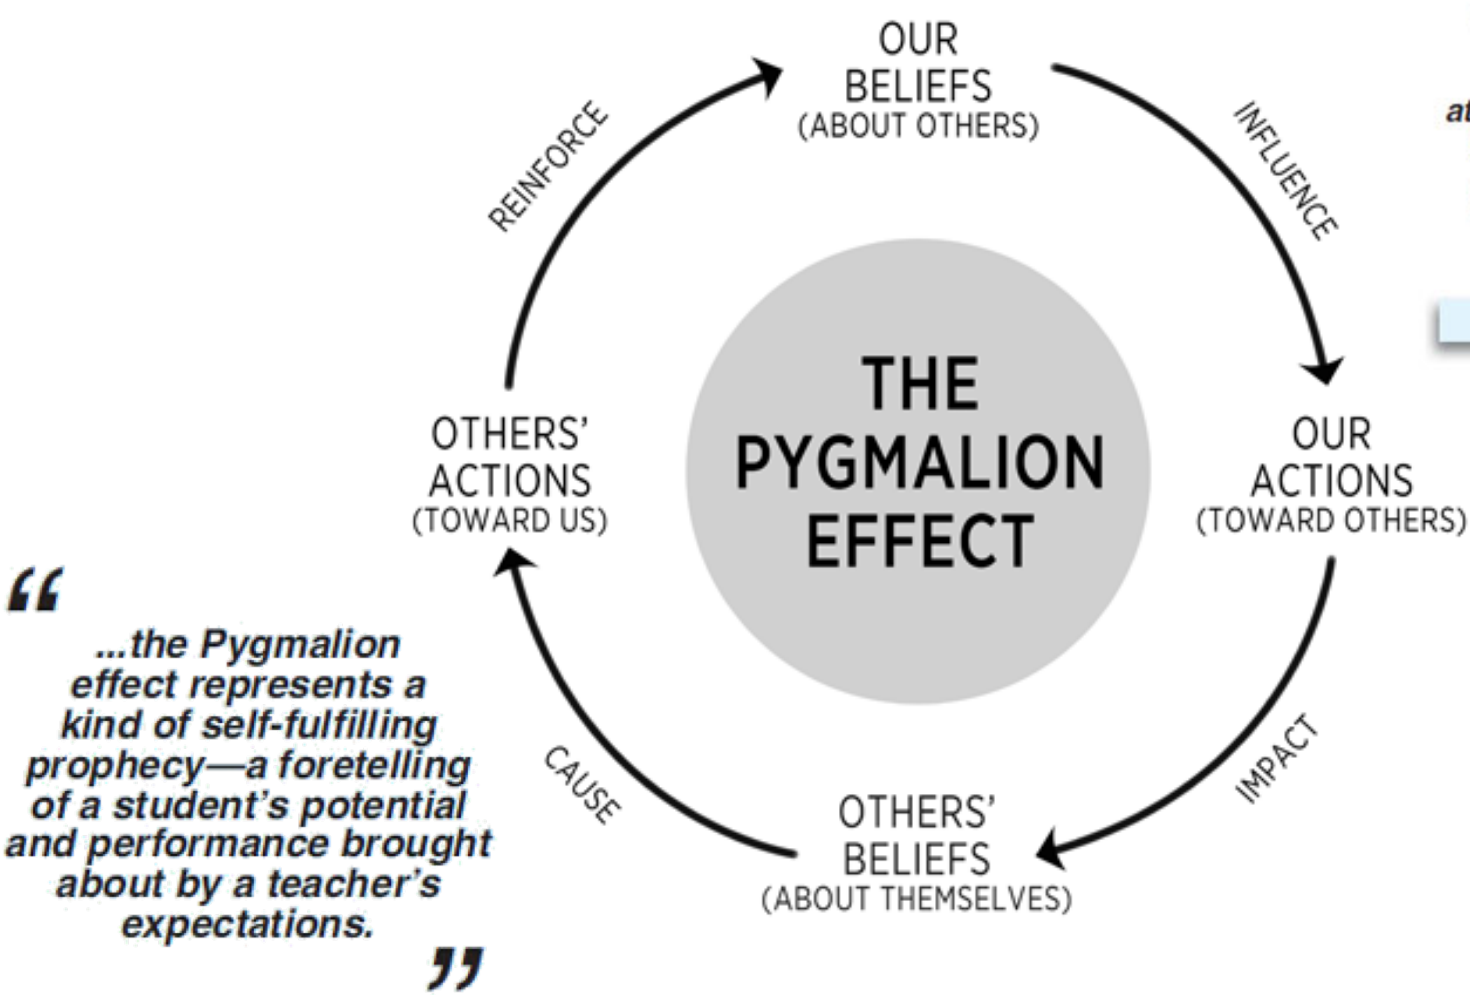 OUR
BELIEFS
(ABOUT OTHERS)
INFLUENCE
OUR
ACTIONS
(TOWARD OTHERS)
IMPACT
OTHERS’
BELIEFS
(ABOUT THEMSELVES)
CAUSE
OTHERS’
ACTIONS
(TOWARD US)
REINFORCE
THE
PYGMALION
EFFECT
“
...the Pygmalion
effect represents a
kind of self-fulfilling
prophecy—a foretelling
of a student’s potential
and performance brought
about by a teacher’s
expectations.
”